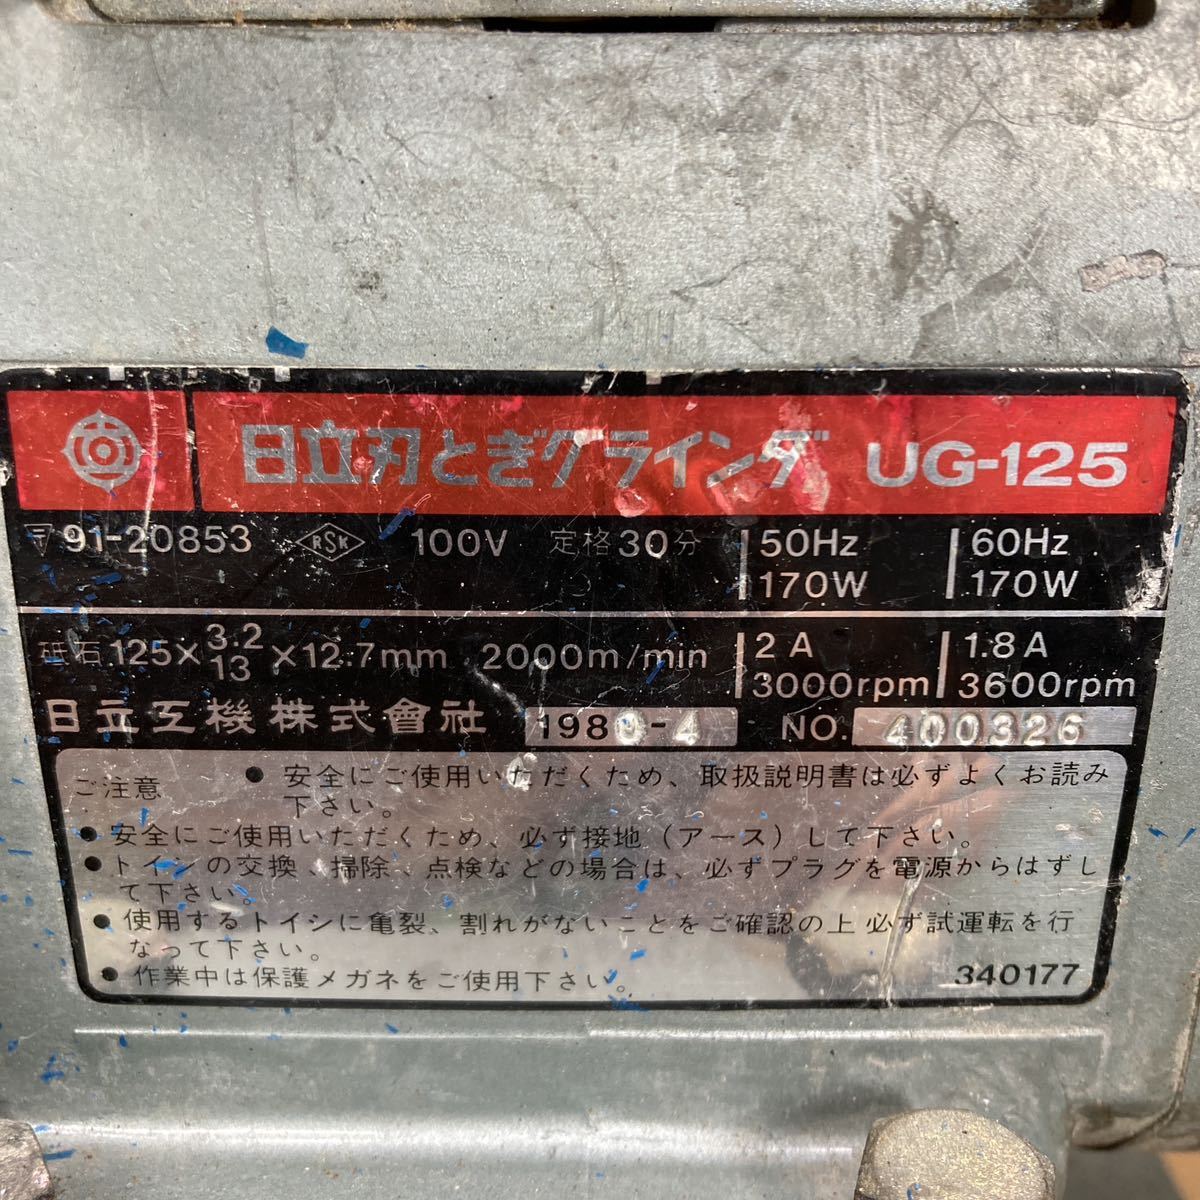 日立刃とぎグラインダ UG-125
▽91-20853 RSK 100V 定格30分 50Hz 60Hz
170W 170W
砥石 125×3.2/13×12.7mm 2000m/min 2A 1.8A
3000rpm 3600rpm
日立工機株式會社 198 -4 NO. 400326
ご注意 ●安全にご使用いただくため、取扱説明書は必ずよくお読み
下さい。
●安全にご使用いただくため、必ず接地(アース)して下さい。
●トイシの交換、掃除、点検などの場合は、必ずプラグを電源からはずし
て下さい。
●使用するトイシに亀裂、割れがないことをご確認の上必ず試運転を行
なって下さい。
●作業中は保護メガネをご使用下さい。 340177